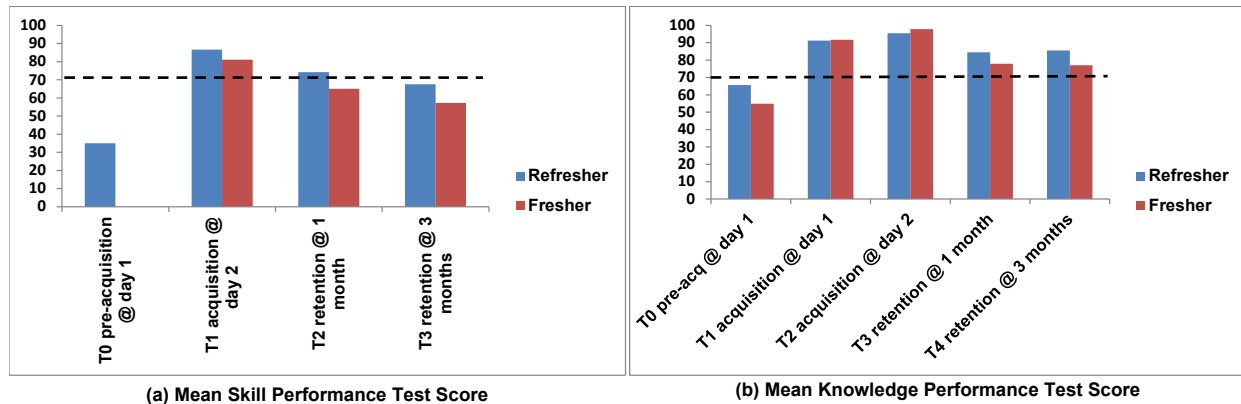 100
90
80
70
60
50
40
30
20
10
0
T0 pre-acquisition
@ day 1
T1 acquisition @
day 2
T2 retention @ 1
month
T3 retention @ 3
months
Refresher
Fresher
(a) Mean Skill Performance Test Score
100
90
80
70
60
50
40
30
20
10
0
T0 pre-acq @ day 1
T1 acquisition @ day 1
T2 acquisition @ day 2
T3 retention @ 1 month
T4 retention @ 3 months
Refresher
Fresher
(b) Mean Knowledge Performance Test Score